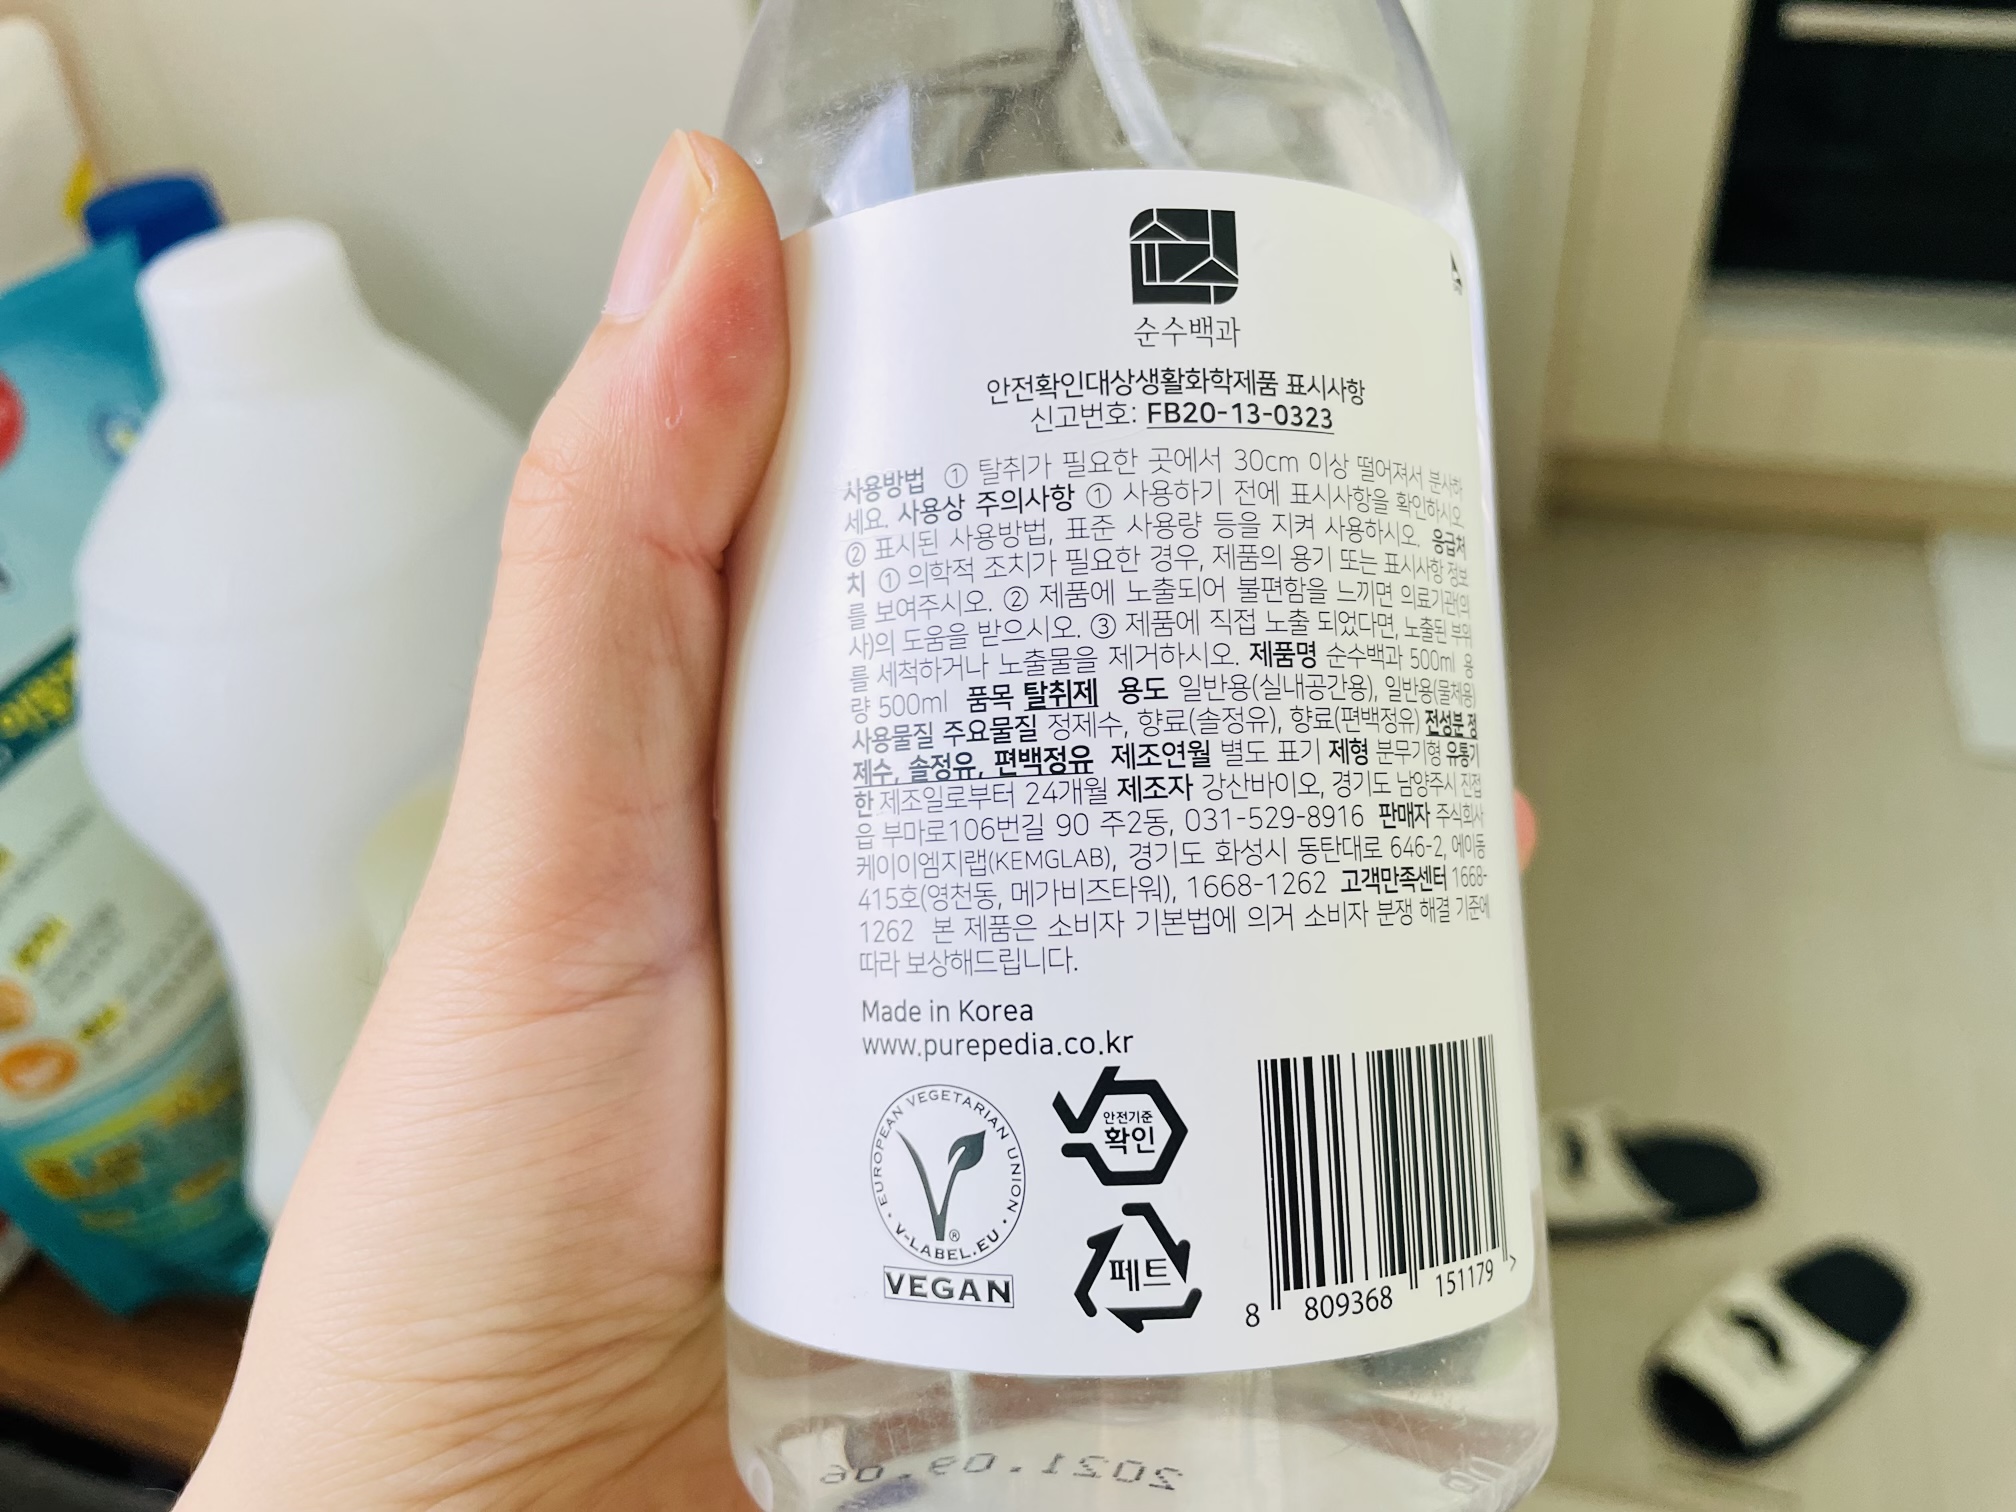 순수백과
안전확인대상생활화학제품 표시사항
신고번호: FB20-13-0323
사용방법 ① 탈취가 필요한 곳에서 30cm 이상 떨어져서 분사하
세요. 사용상 주의사항 ① 사용하기 전에 표시사항을 확인하시오.
② 표시된 사용방법, 표준 사용량 등을 지켜 사용하시오. 응급처
치 ① 의학적 조치가 필요한 경우, 제품의 용기 또는 표시사항 정보
를 보여주시오. ② 제품에 노출되어 불편함을 느끼면 의료기관(의
사)의 도움을 받으시오. ③ 제품에 직접 노출 되었다면, 노출된 부위
를 세척하거나 노출물을 제거하시오. 제품명 순수백과 500ml 용
량 500ml 품목 탈취제 용도 일반용(실내공간용), 일반용(물체용)
사용물질 주요물질 정제수, 향료(솔정유), 향료(편백정유) 전성분 정
제수, 솔정유, 편백정유 제조연월 별도 표기 제형 분무기형 유통기
한 제조일로부터 24개월 제조자 강산바이오, 경기도 남양주시 진접
읍 부마로106번길 90 주2동, 031-529-8916 판매자 주식회사
케이이엠지랩(KEMGLAB), 경기도 화성시 동탄대로 646-2, 에이동
415호(영천동, 메가비즈타워), 1668-1262 고객만족센터 1668-
1262 본 제품은 소비자 기본법에 의거 소비자 분쟁 해결 기준에
따라 보상해드립니다.
Made in Korea
www.purepedia.co.kr
EUROPEAN VEGETARIAN UNION
V-LABEL.EU
®
VEGAN
안전기준
확인
페트
8 809368 151179 >
2021.09.06